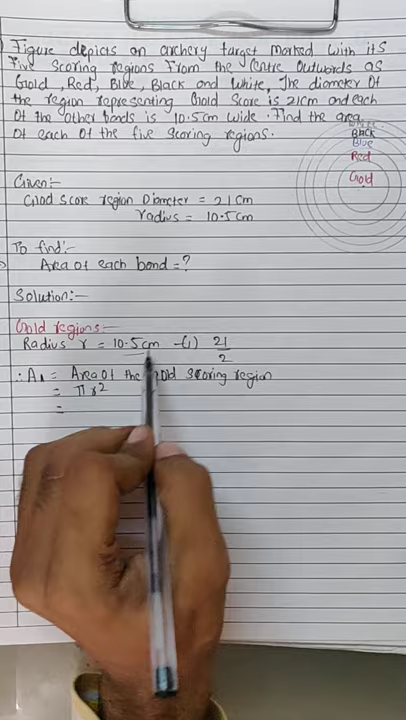 Figure depicts an archery target marked with its
Five Scoring regions From the Centre Outwards as
Gold, Red, Blue, Black and White, The diameter Of
the region representing Gold Score is 21cm and each
Of the other bands is 10.5cm wide. Find the area
Of each Of the five scoring regions.
Black
Blue
Red
Gold
Given:-
Glod Score region Diameter = 21cm
radius = 10.5cm
To find:-
Area of each bond = ?
Solution:-
Gold regions:-
Radius r = 10.5cm -(1) 21/2
∴ A₁ = Area Of the Gold Scoring region
= πr²
=